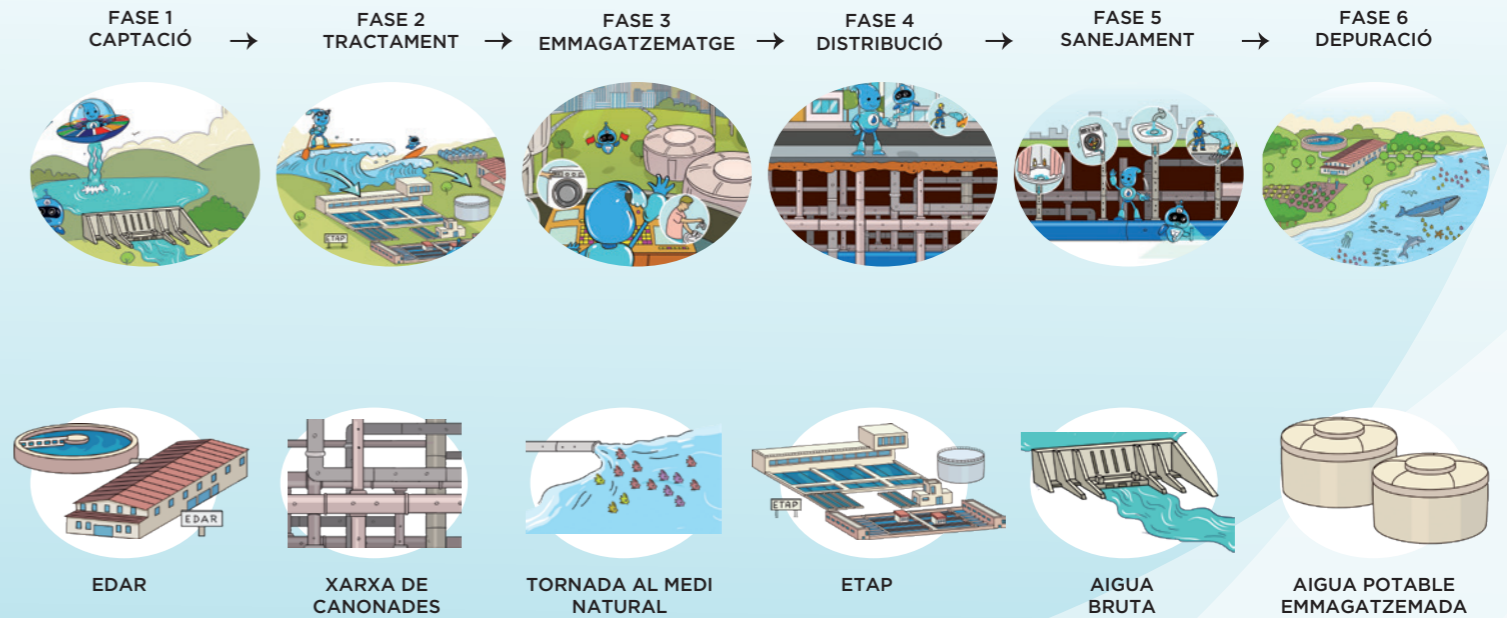 FASE 1
CAPTACIÓ
FASE 2
TRACTAMENT
FASE 3
EMMAGATZEMATGE
FASE 4
DISTRIBUCIÓ
FASE 5
SANEJAMENT
FASE 6
DEPURACIÓ
ETAP
EDAR
ETAP
EDAR
XARXA DE
CANONADES
TORNADA AL MEDI
NATURAL
ETAP
AIGUA
BRUTA
AIGUA POTABLE
EMMAGATZEMADA